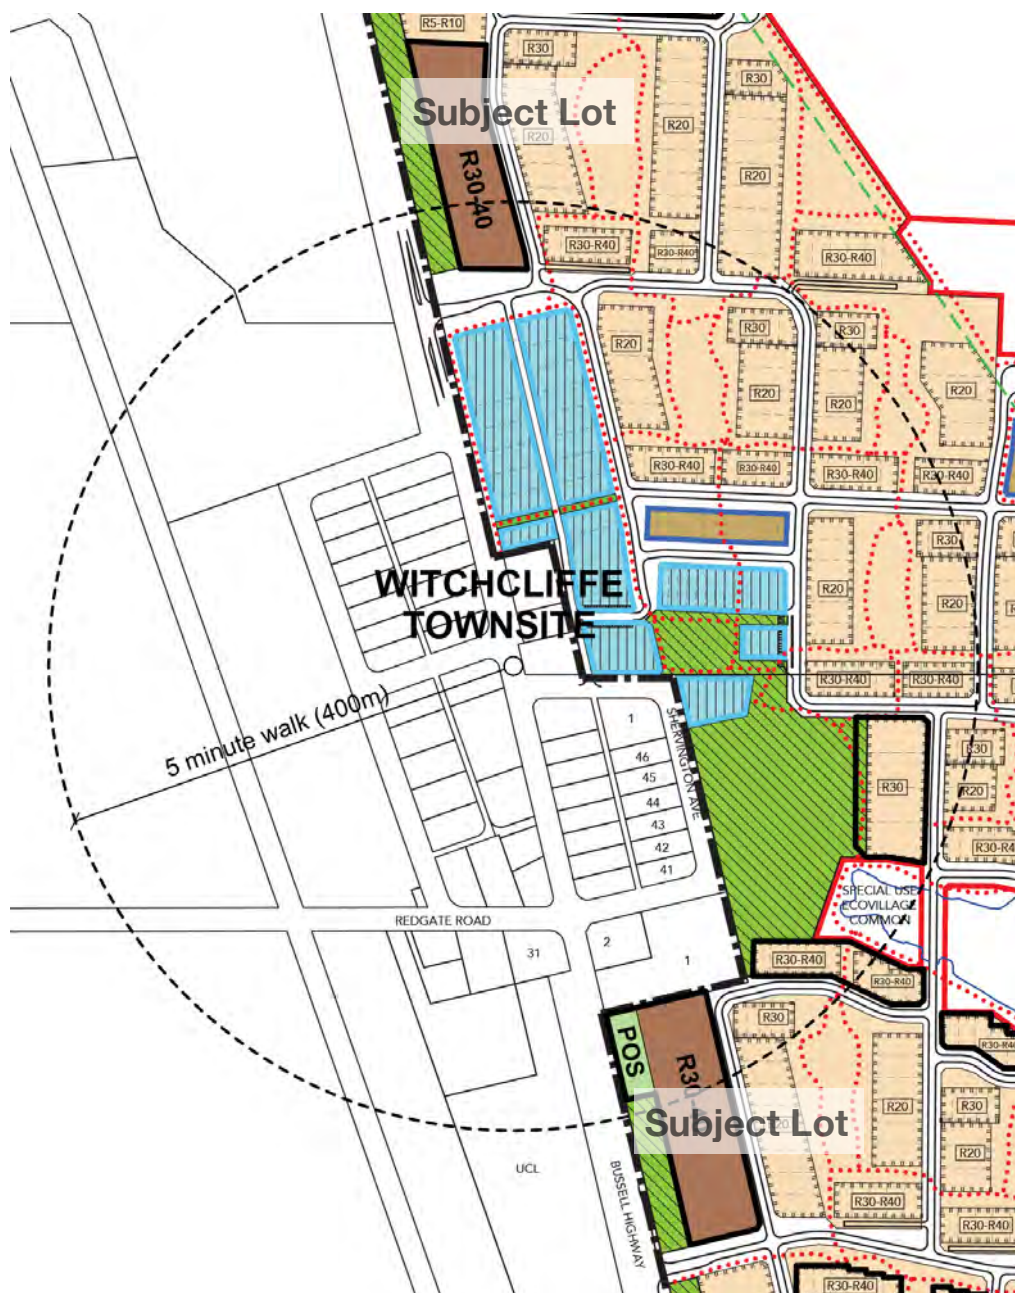 R5-R10
R30
R30
Subject Lot
R20
R20
R20
R30-40
R30-R40
R30-R40
R30-R40
R20
R30
R30
R20
R20
R20
R30-R40
R30-R40
R30-R40
R30-R40
R30
R20
R20
WITCHCLIFFE
TOWNSITE
R30-R40
R30-R40
5 minute walk (400m)
1
SHERVINGTON AVE
46
45
44
43
42
41
R30
R30
R20
SPECIAL USE
ECOVILLAGE
COMMON
REDGATE ROAD
31
2
1
R30-R40
R30-R40
R30
POS
R20
R30
R20
Subject Lot
UCL
BUSSELL HIGHWAY
R30-R40
R30-R40
R30-R40